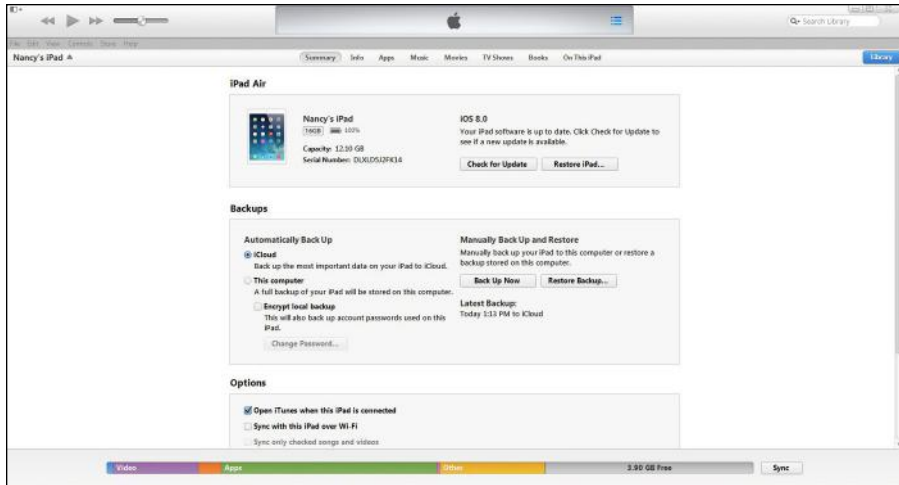 Search Library
File Edit View Controls Store Help
Nancy's iPad
Summary Info Apps Music Movies TV Shows Books On This iPad
Library
iPad Air
Nancy's iPad
16GB 100%
Capacity: 12.10 GB
Serial Number:
iOS 8.0
Your iPad software is up to date. Click Check for Update to
see if a new update is available.
Check for Update Restore iPad...
Backups
Automatically Back Up
iCloud
Back up the most important data on your iPad to iCloud.
This computer
A full backup of your iPad will be stored on this computer.
Encrypt local backup
This will also back up account passwords used on this
iPad.
Change Password...
Manually Back Up and Restore
Manually back up your iPad to this computer or restore a
backup stored on this computer.
Back Up Now Restore Backup...
Latest Backup:
Today 1:13 PM to iCloud
Options
Open iTunes when this iPad is connected
Sync with this iPad over Wi-Fi
Sync only checked songs and videos
Video Apps Other 3.90 GB Free Sync